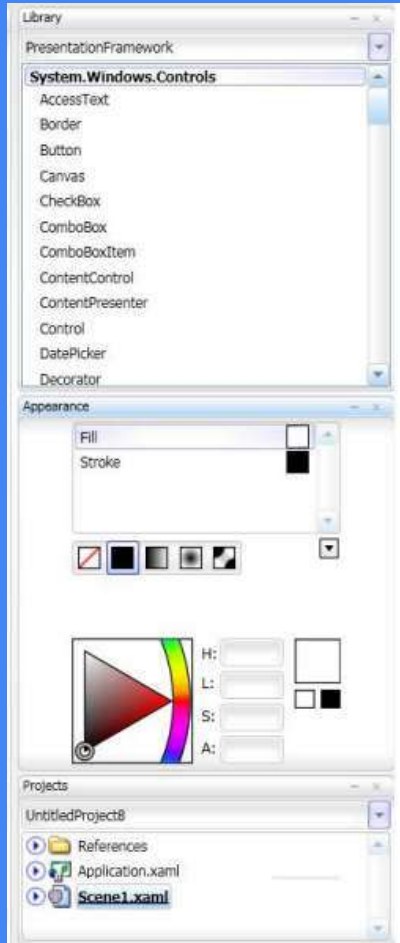 Library
PresentationFramework
System.Windows.Controls
AccessText
Border
Button
Canvas
CheckBox
ComboBox
ComboBoxItem
ContentControl
ContentPresenter
Control
DatePicker
Decorator
Appearance
Fill
Stroke
H:
L:
S:
A:
Projects
UntitledProject8
References
Application.xaml
Scene1.xaml